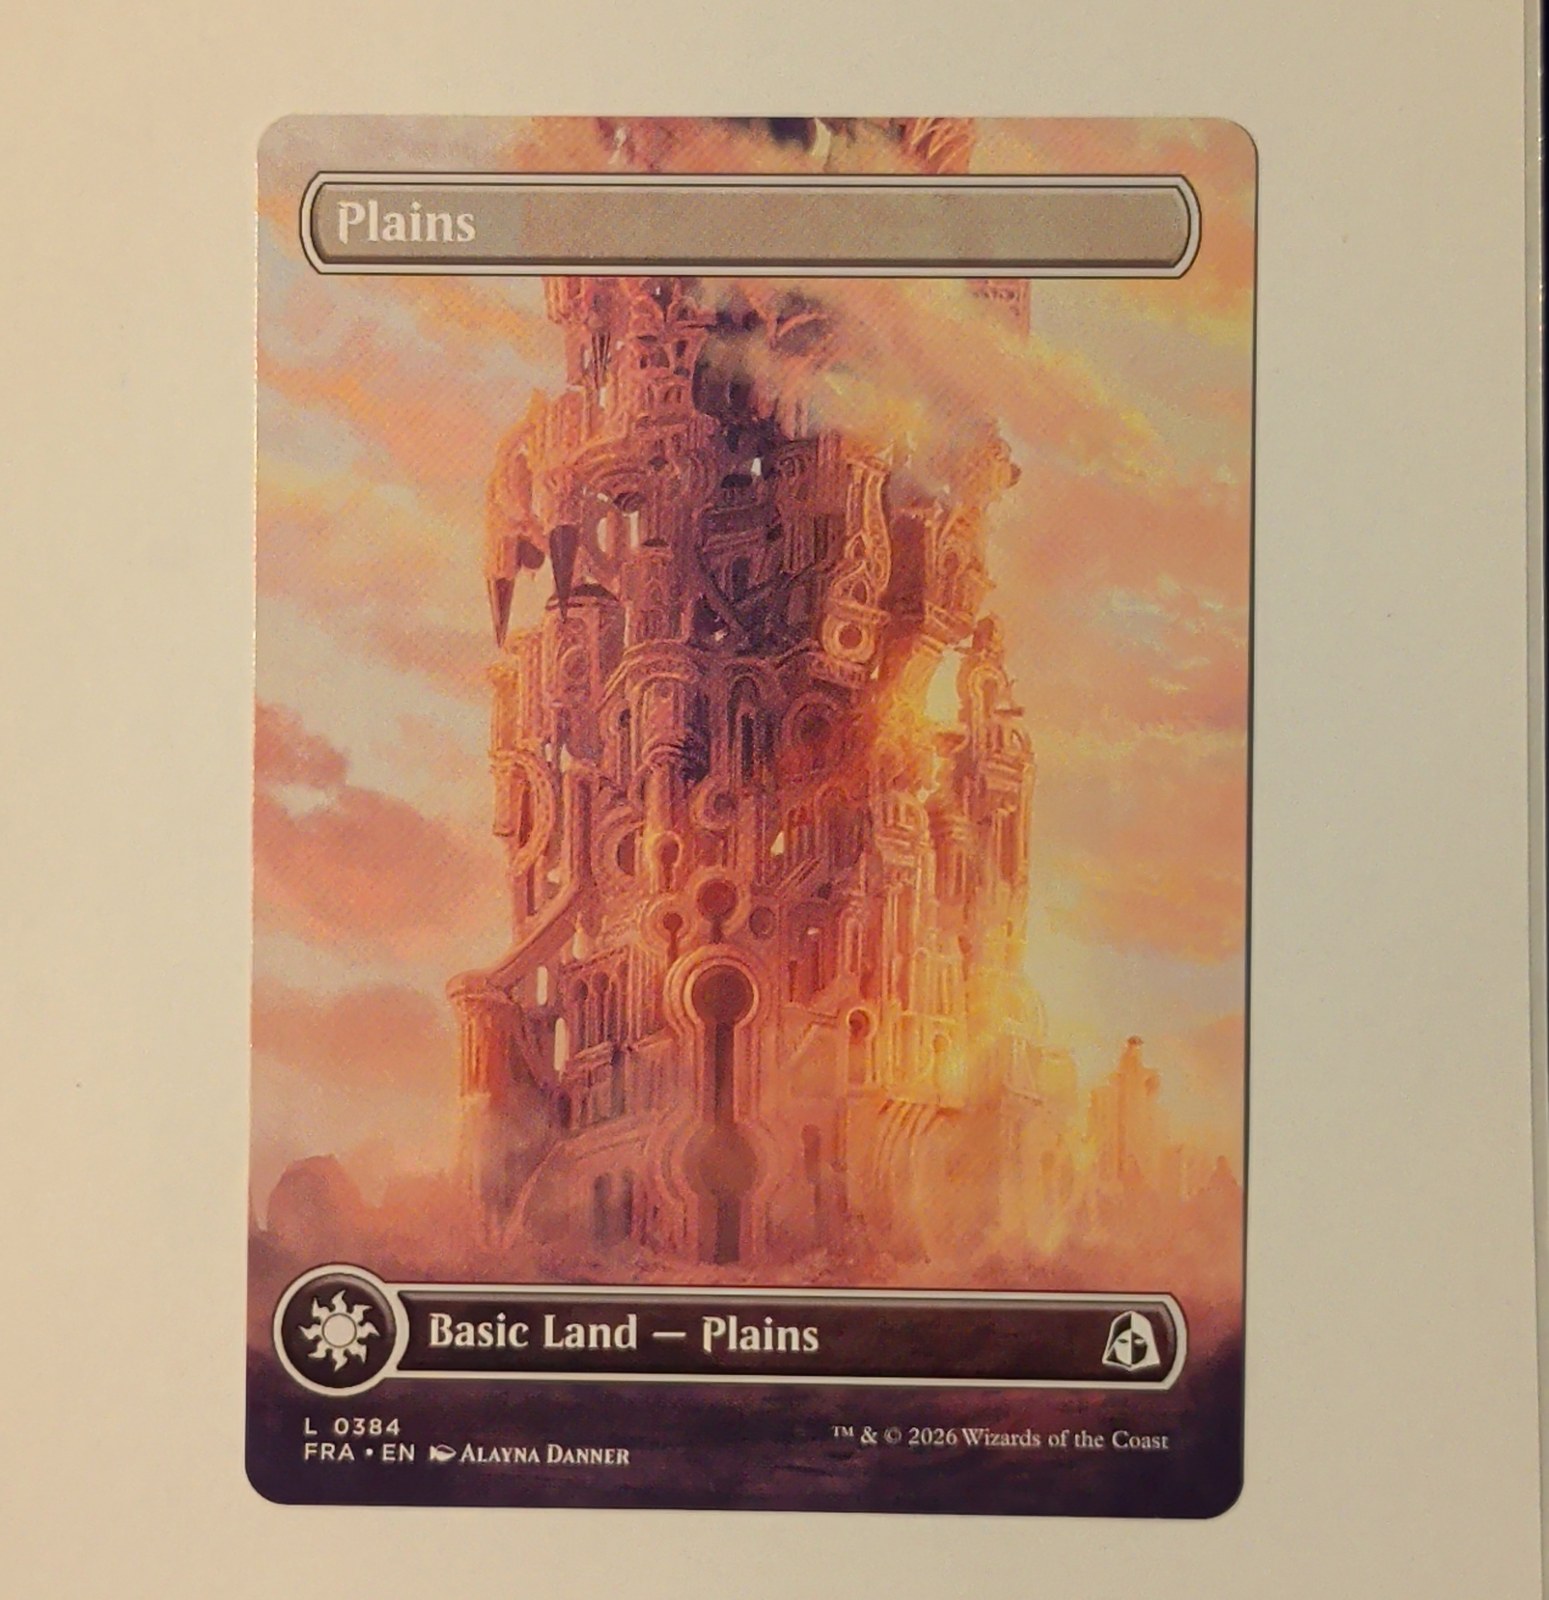 Plains
Basic Land — Plains
L 0384
FRA • EN ALAYNA DANNER
™ & © 2026 Wizards of the Coast